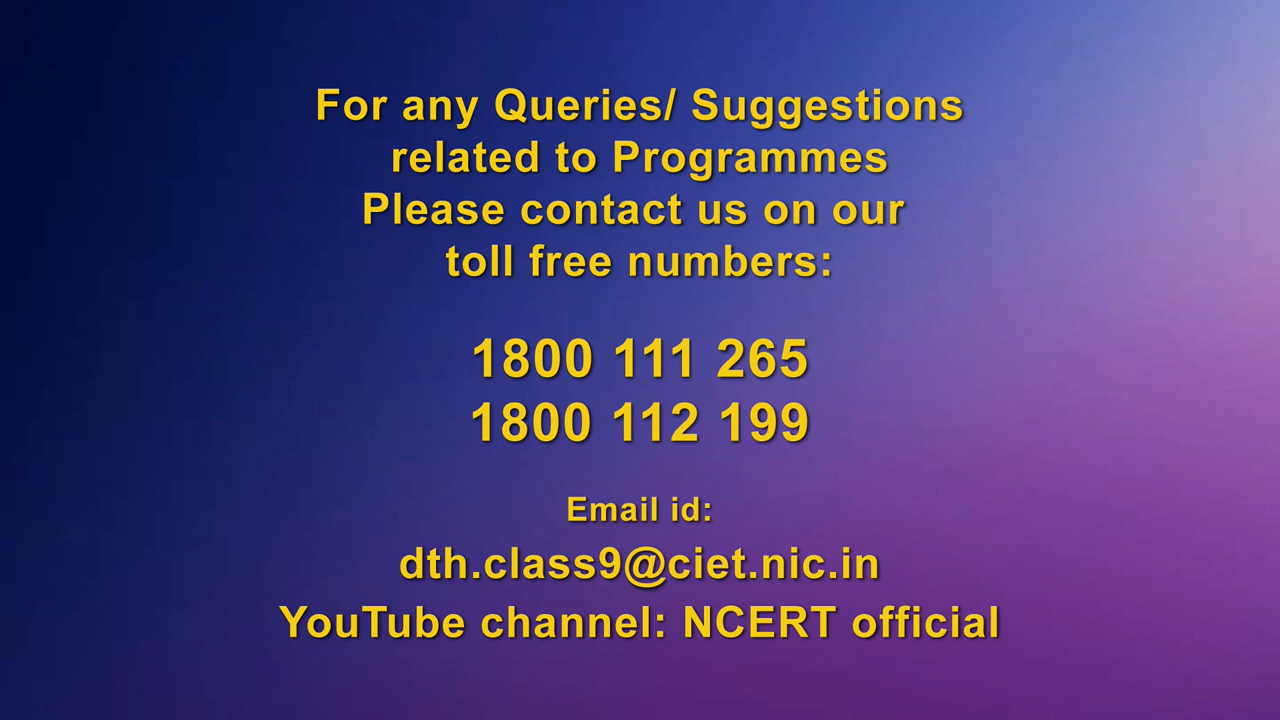 For any Queries/ Suggestions
related to Programmes
Please contact us on our
toll free numbers:
1800 111 265
1800 112 199
Email id:
dth.class9@ciet.nic.in
YouTube channel: NCERT official